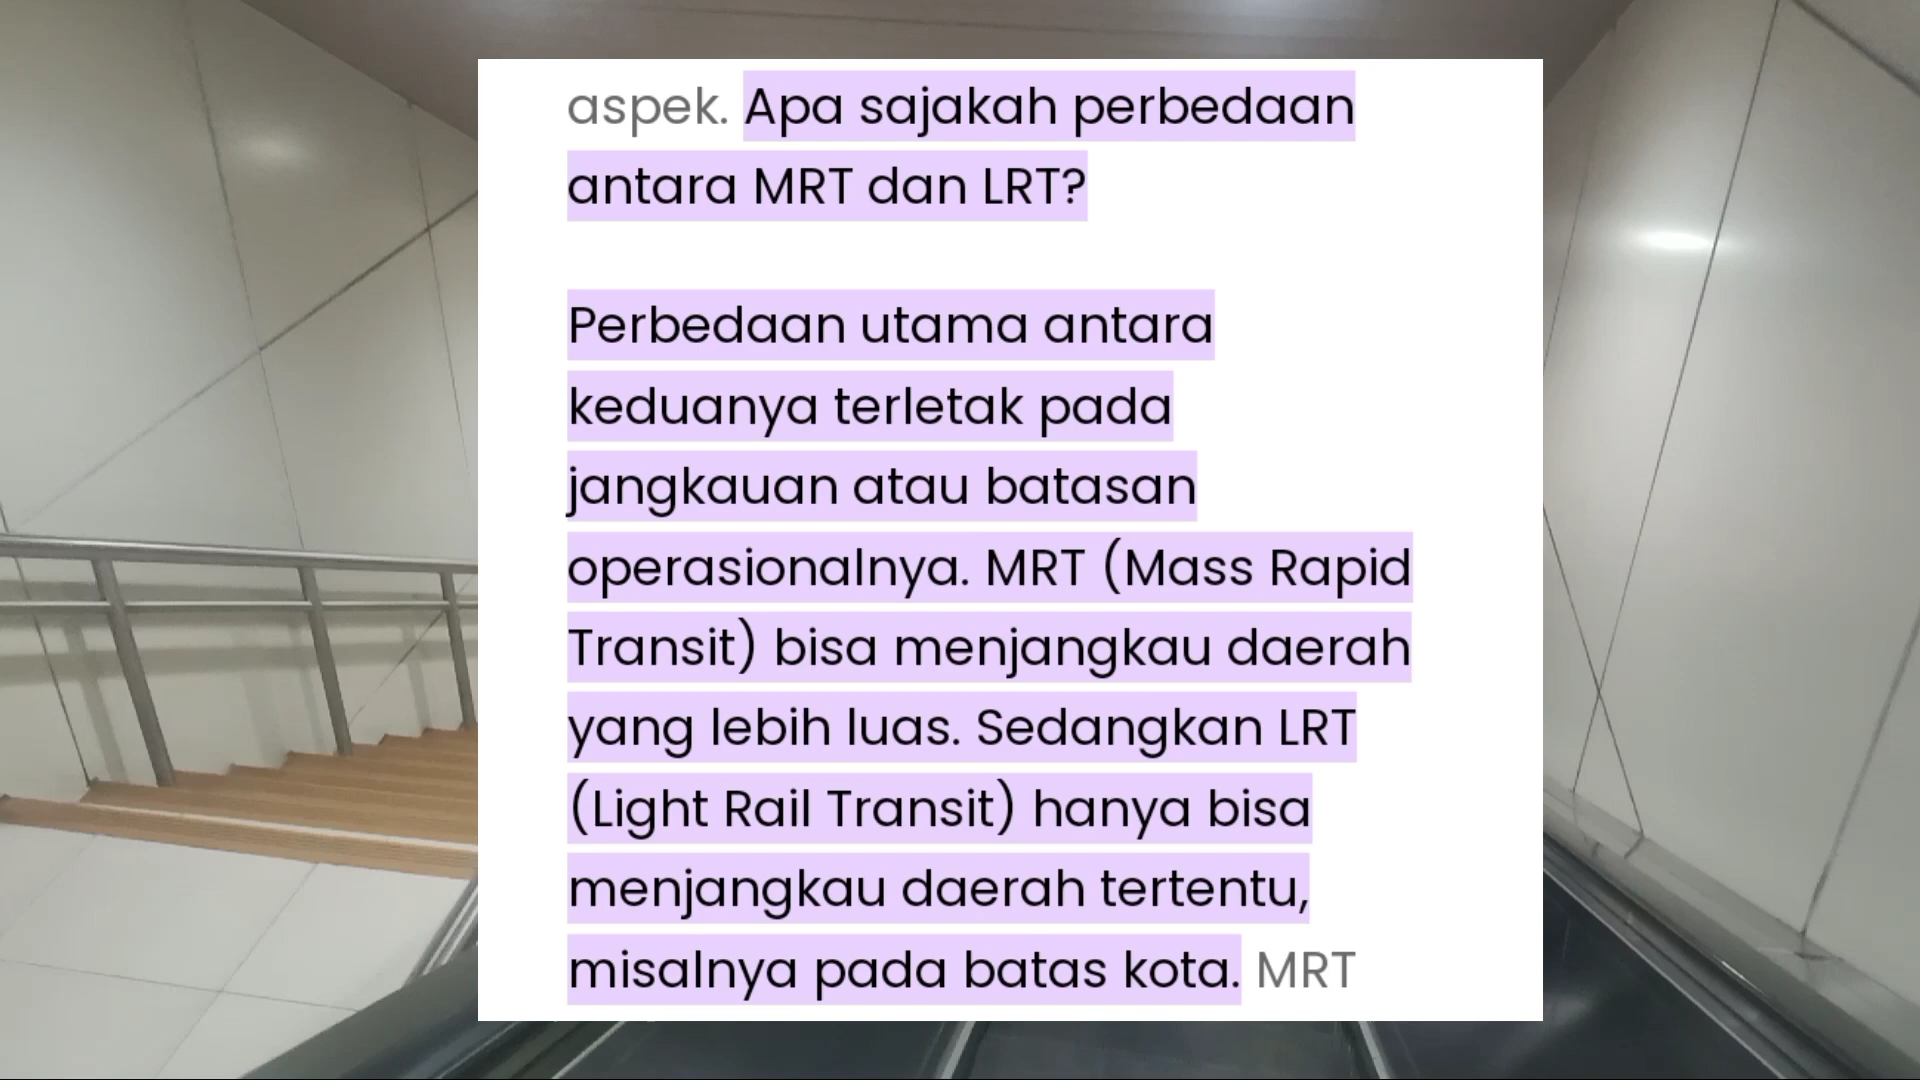 aspek. Apa sajakah perbedaan
antara MRT dan LRT?
Perbedaan utama antara
keduanya terletak pada
jangkauan atau batasan
operasionalnya. MRT (Mass Rapid
Transit) bisa menjangkau daerah
yang lebih luas. Sedangkan LRT
(Light Rail Transit) hanya bisa
menjangkau daerah tertentu,
misalnya pada batas kota. MRT